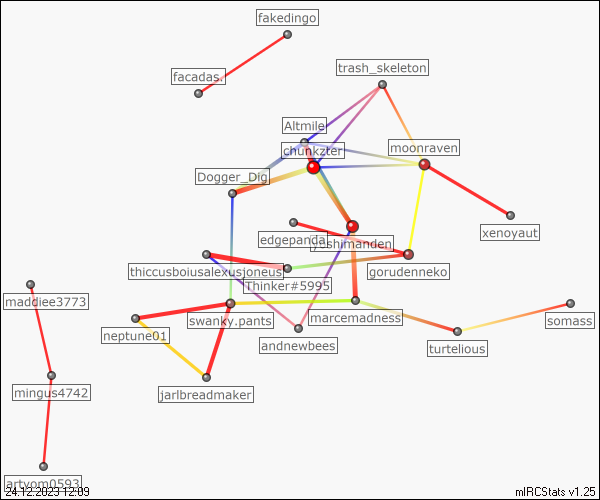 fakedingo
facadas.
trash_skeleton
Altmile
chunkzter
moonraven
Dogger_Dig
xenoyaut
edgepanda
gorudenneko
thiccusboiusalexusjoneus
Thinker#5995
maddiee3773
swanky.pants
marcemadness
somass
neptune01
andnewbees
turtelious
mingus4742
jarlbreadmaker
artyom0593
24.12.2023 12:09
mIRCStats v1.25